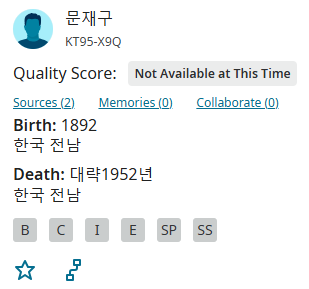 문재구
KT95-X9Q
Quality Score: Not Available at This Time
Sources (2) Memories (0) Collaborate (0)
Birth: 1892
한국 전남
Death: 대략1952년
한국 전남
B C I E SP SS